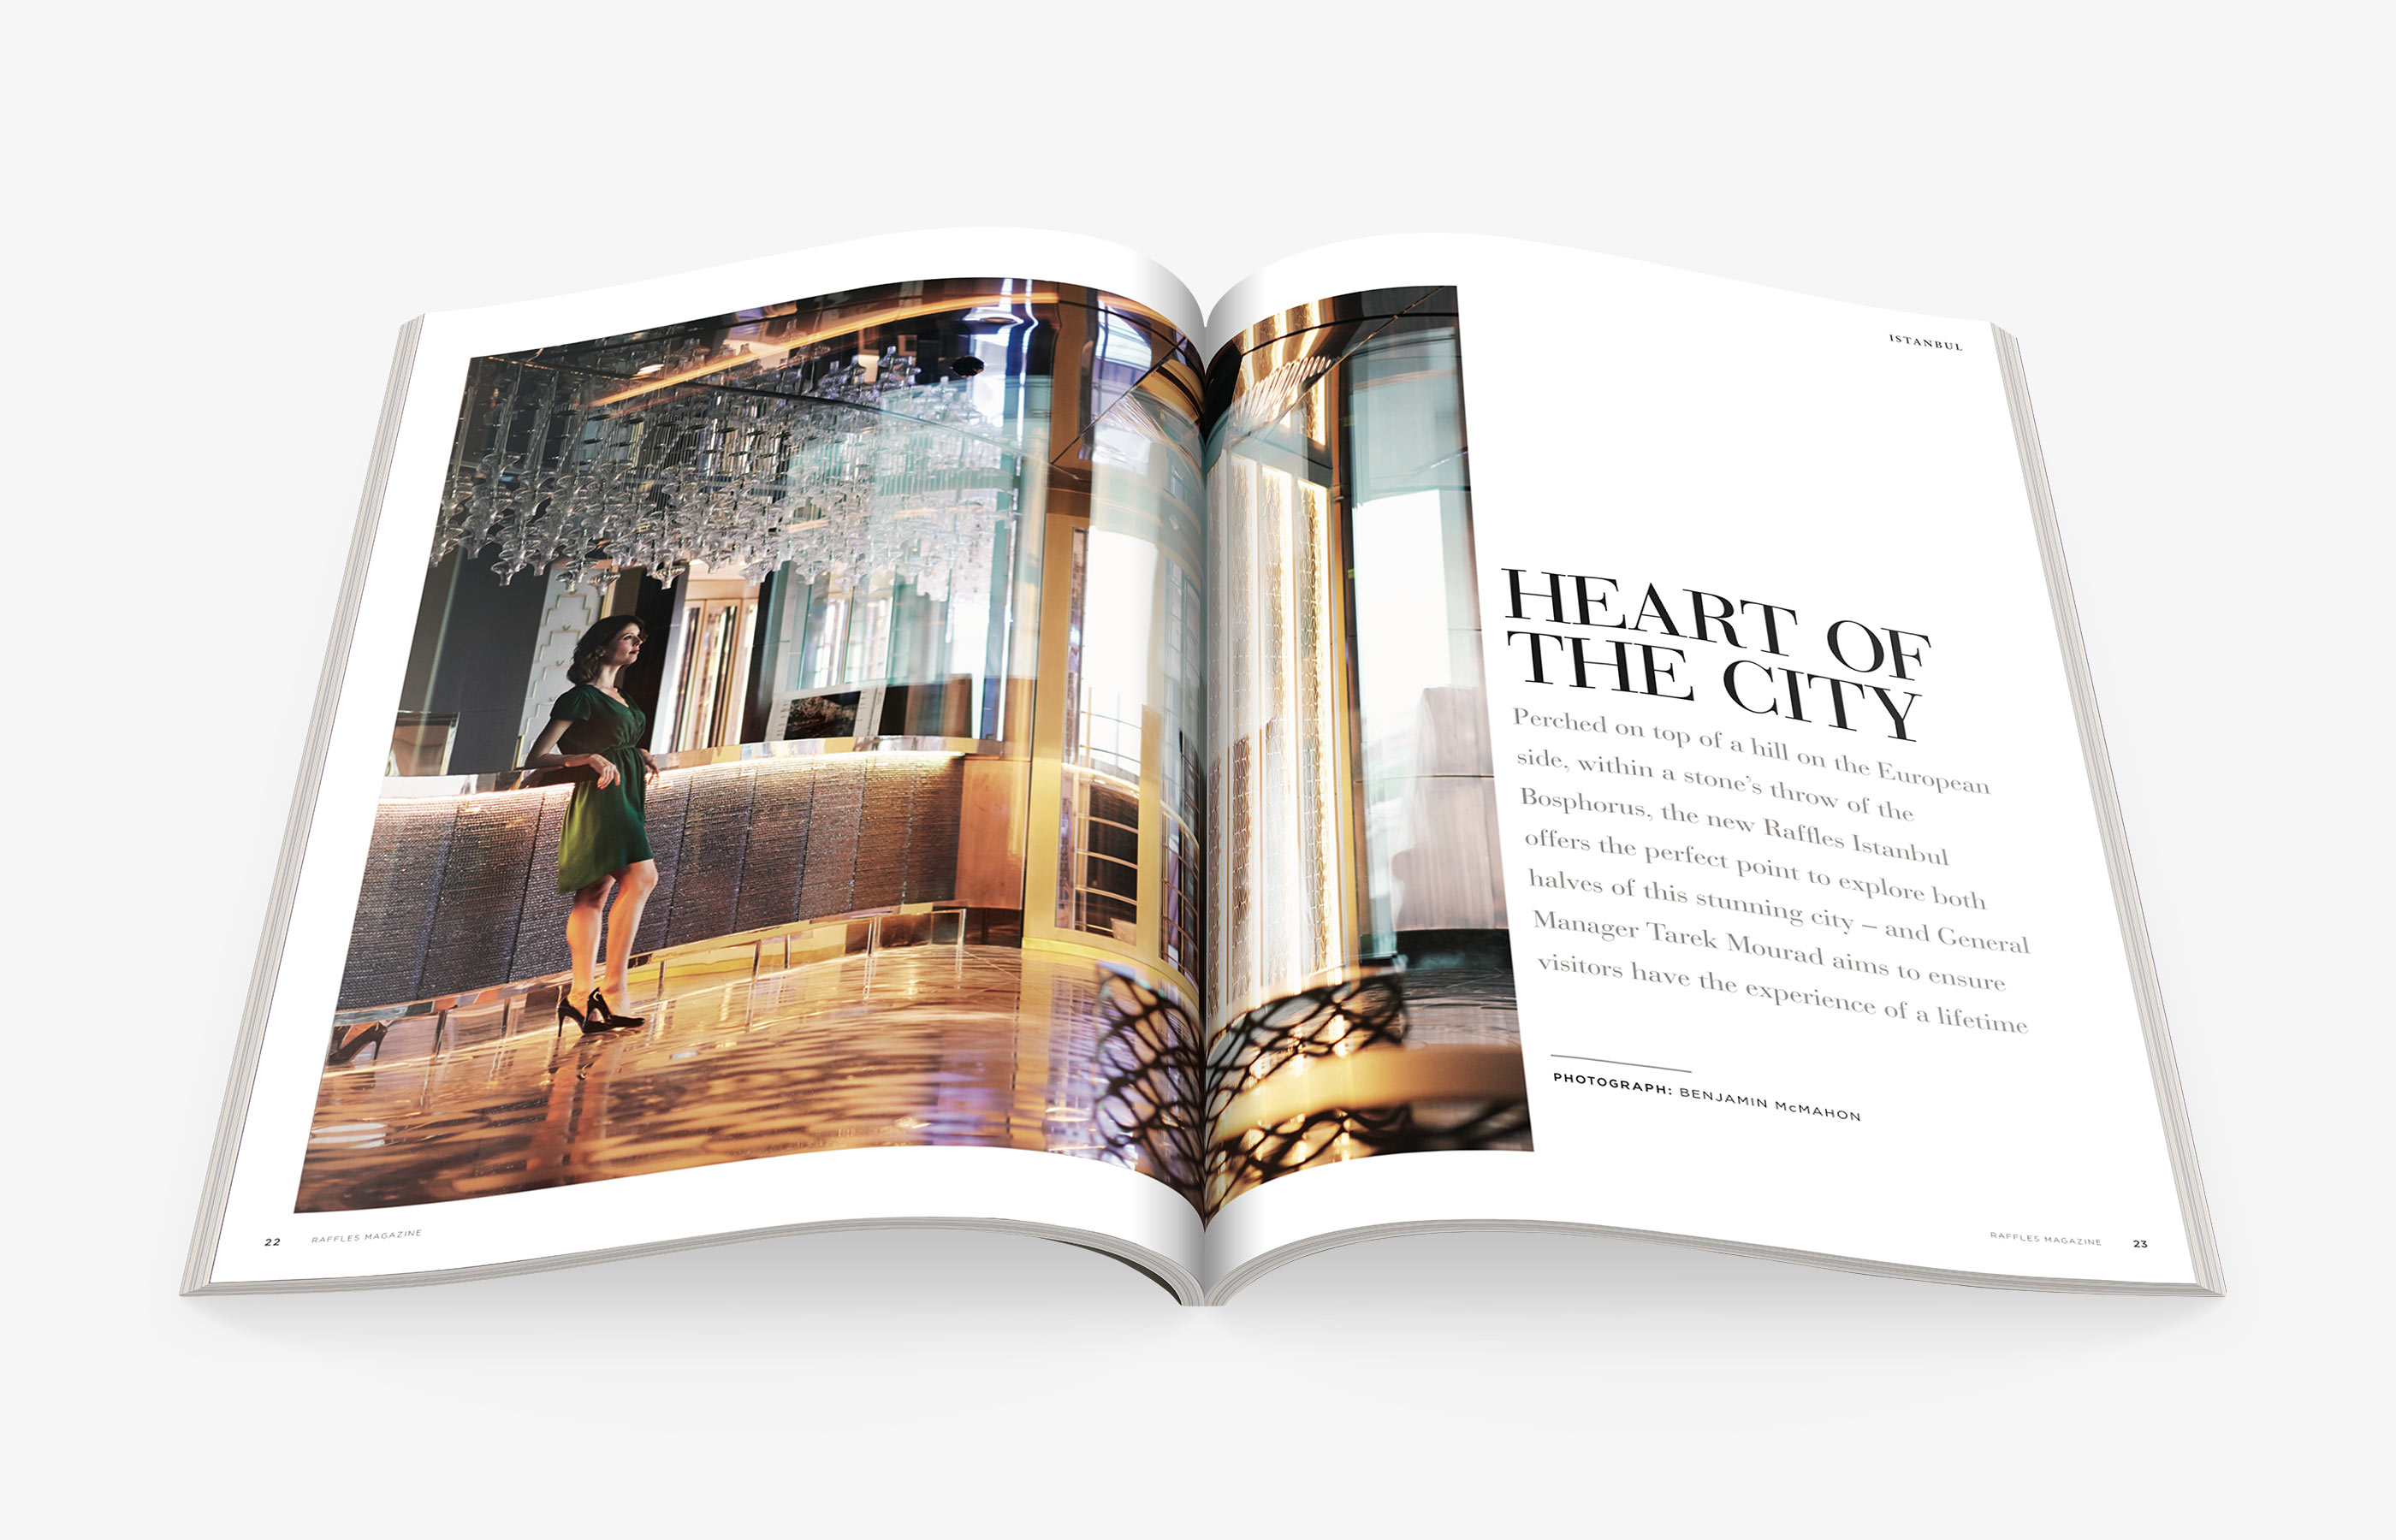 ISTANBUL
HEART OF
THE CITY
Perched on top of a hill on the European
side, within a stone's throw of the
Bosphorus, the new Raffles Istanbul
offers the perfect point to explore both
halves of this stunning city – and General
Manager Tarek Mourad aims to ensure
visitors have the experience of a lifetime
PHOTOGRAPH: BENJAMIN McMAHON
22 RAFFLES MAGAZINE
RAFFLES MAGAZINE 23